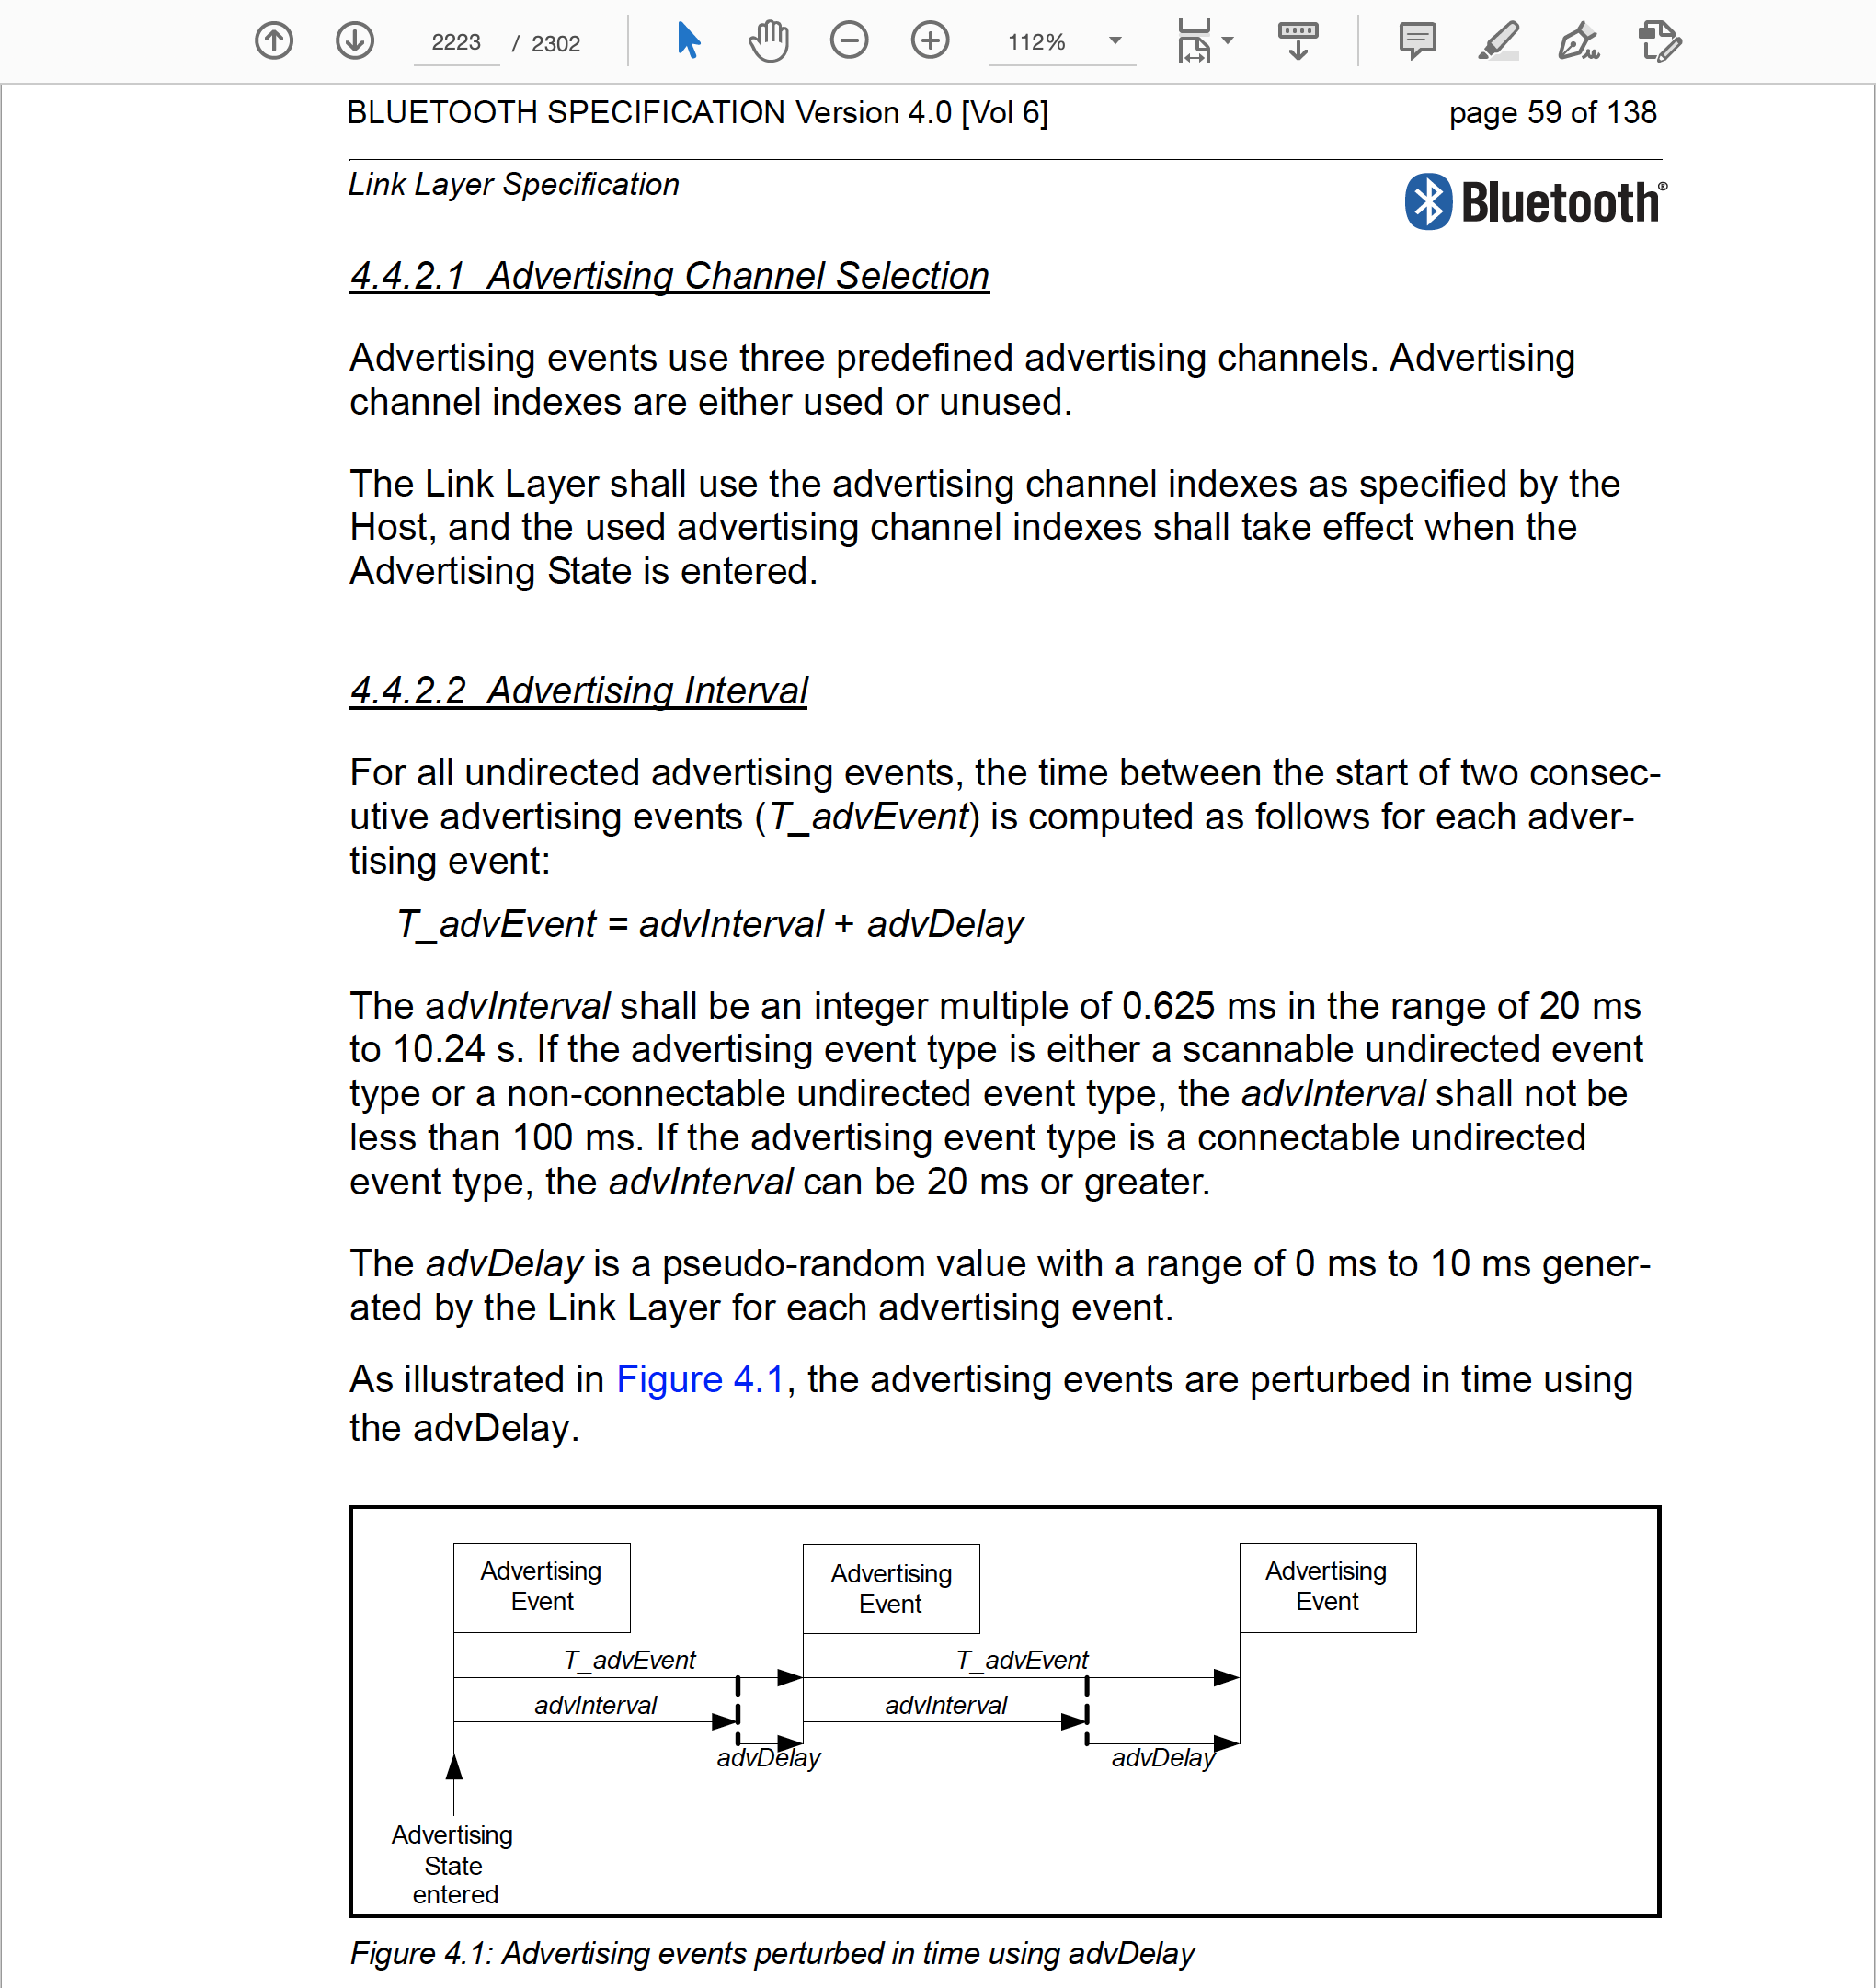 2223 / 2302
112%
BLUETOOTH SPECIFICATION Version 4.0 [Vol 6] page 59 of 138
Link Layer Specification
Bluetooth®
4.4.2.1 Advertising Channel Selection
Advertising events use three predefined advertising channels. Advertising
channel indexes are either used or unused.
The Link Layer shall use the advertising channel indexes as specified by the
Host, and the used advertising channel indexes shall take effect when the
Advertising State is entered.
4.4.2.2 Advertising Interval
For all undirected advertising events, the time between the start of two consec-
utive advertising events (T_advEvent) is computed as follows for each adver-
tising event:
T_advEvent = advInterval + advDelay
The advInterval shall be an integer multiple of 0.625 ms in the range of 20 ms
to 10.24 s. If the advertising event type is either a scannable undirected event
type or a non-connectable undirected event type, the advInterval shall not be
less than 100 ms. If the advertising event type is a connectable undirected
event type, the advInterval can be 20 ms or greater.
The advDelay is a pseudo-random value with a range of 0 ms to 10 ms gener-
ated by the Link Layer for each advertising event.
As illustrated in Figure 4.1, the advertising events are perturbed in time using
the advDelay.
Advertising
Event
Advertising
Event
Advertising
Event
T_advEvent
T_advEvent
advInterval
advInterval
advDelay
advDelay
Advertising
State
entered
Figure 4.1: Advertising events perturbed in time using advDelay